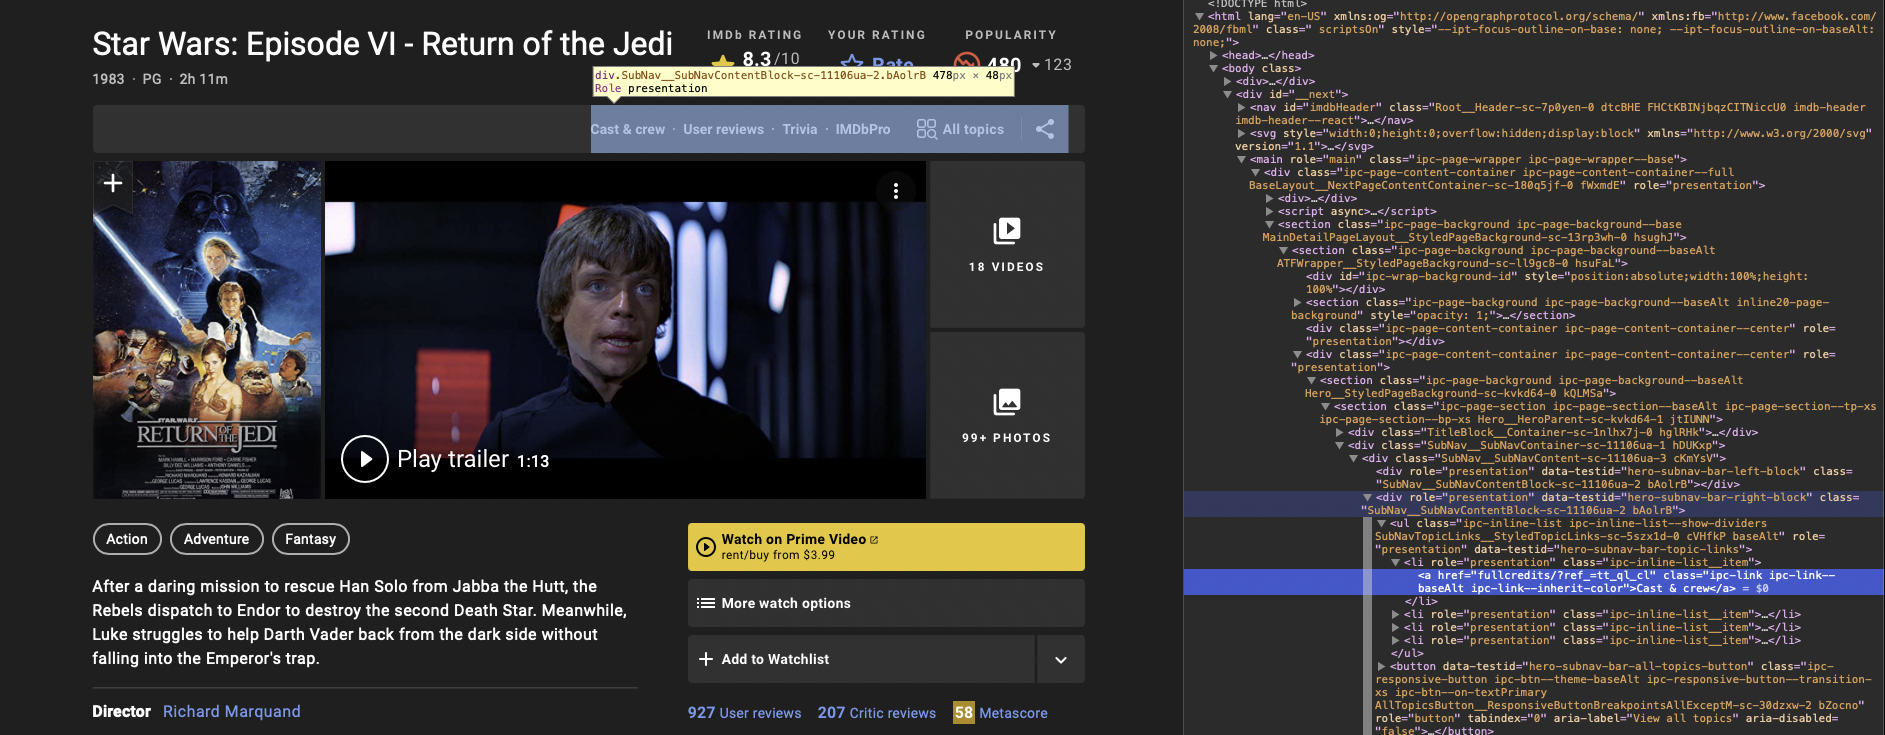 Star Wars: Episode VI - Return of the Jedi
1983 · PG · 2h 11m
IMDb RATING
8.3/10
YOUR RATING
Rate
POPULARITY
480
123
div.SubNav__SubNavContentBlock-sc-11106ua-2.bAolrB 478px × 48px
Role presentation
Cast & crew · User reviews · Trivia · IMDbPro
All topics
STAR WARS
RETURN OF THE JEDI
Play trailer 1:13
18 VIDEOS
99+ PHOTOS
Action
Adventure
Fantasy
After a daring mission to rescue Han Solo from Jabba the Hutt, the
Rebels dispatch to Endor to destroy the second Death Star. Meanwhile,
Luke struggles to help Darth Vader back from the dark side without
falling into the Emperor's trap.
Director Richard Marquand
Watch on Prime Video
rent/buy from $3.99
More watch options
Add to Watchlist
927 User reviews
207 Critic reviews
58 Metascore
<!DOCTYPE html>
<html lang="en-US" xmlns:og="http://opengraphprotocol.org/schema/" xmlns:fb="http://www.facebook.com/
2008/fbml" class=" scriptsOn" style="--ipt-focus-outline-on-base: none; --ipt-focus-outline-on-baseAlt:
none;">
<head>…</head>
<body class>
<div>…</div>
<div id="__next">
<nav id="imdbHeader" class="Root__Header-sc-7p0yen-0 dtcBHE FHCtKBINjbqzCITNiccU0 imdb-header
imdb-header--react">…</nav>
<svg style="width:0;height:0;overflow:hidden;display:block" xmlns="http://www.w3.org/2000/svg"
version="1.1">…</svg>
<main role="main" class="ipc-page-wrapper ipc-page-wrapper--base">
<div class="ipc-page-content-container ipc-page-content-container--full
BaseLayout__NextPageContentContainer-sc-180q5jf-0 fWxmdE" role="presentation">
<div>…</div>
<script async>…</script>
<section class="ipc-page-background ipc-page-background--base
MainDetailPageLayout__StyledPageBackground-sc-13rp3wh-0 hsughJ">
<section class="ipc-page-background ipc-page-background--baseAlt
ATFWrapper__StyledPageBackground-sc-ll9gc8-0 hsuFaL">
<div id="ipc-wrap-background-id" style="position:absolute;width:100%;height:
100%"></div>
<section class="ipc-page-background ipc-page-background--baseAlt inline20-page-
background" style="opacity: 1;">…</section>
<div class="ipc-page-content-container ipc-page-content-container--center" role=
"presentation"></div>
<div class="ipc-page-content-container ipc-page-content-container--center" role=
"presentation">
<section class="ipc-page-background ipc-page-background--baseAlt
Hero__StyledPageBackground-sc-kvkd64-0 kQLMSa">
<section class="ipc-page-section ipc-page-section--baseAlt ipc-page-section--tp-xs
ipc-page-section--bp-xs Hero__HeroParent-sc-kvkd64-1 jtIUNN">
<div class="TitleBlock__Container-sc-1nlhx7j-0 hglRHk">…</div>
<div class="SubNav__SubNavContainer-sc-11106ua-1 hDUKxp">
<div class="SubNav__SubNavContent-sc-11106ua-3 cKmYsV">
<div role="presentation" data-testid="hero-subnav-bar-left-block" class=
"SubNav__SubNavContentBlock-sc-11106ua-2 bAolrB"></div>
<div role="presentation" data-testid="hero-subnav-bar-right-block" class=
"SubNav__SubNavContentBlock-sc-11106ua-2 bAolrB">
<ul class="ipc-inline-list ipc-inline-list--show-dividers
SubNavTopicLinks__StyledTopicLinks-sc-5szx1d-0 cVHfkP baseAlt" role=
"presentation" data-testid="hero-subnav-bar-topic-links">
<li role="presentation" class="ipc-inline-list__item">
<a href="fullcredits/?ref_=tt_ql_cl" class="ipc-link ipc-link--
baseAlt ipc-link--inherit-color">Cast & crew</a> = $0
</li>
<li role="presentation" class="ipc-inline-list__item">…</li>
<li role="presentation" class="ipc-inline-list__item">…</li>
<li role="presentation" class="ipc-inline-list__item">…</li>
</ul>
<button data-testid="hero-subnav-bar-all-topics-button" class="ipc-
responsive-button ipc-btn--theme-baseAlt ipc-responsive-button--transition-
xs ipc-btn--on-textPrimary
AllTopicsButton__ResponsiveButtonBreakpointsAllExceptM-sc-30dzxw-2 bZocno"
role="button" tabindex="0" aria-label="View all topics" aria-disabled=
"false">…</button>